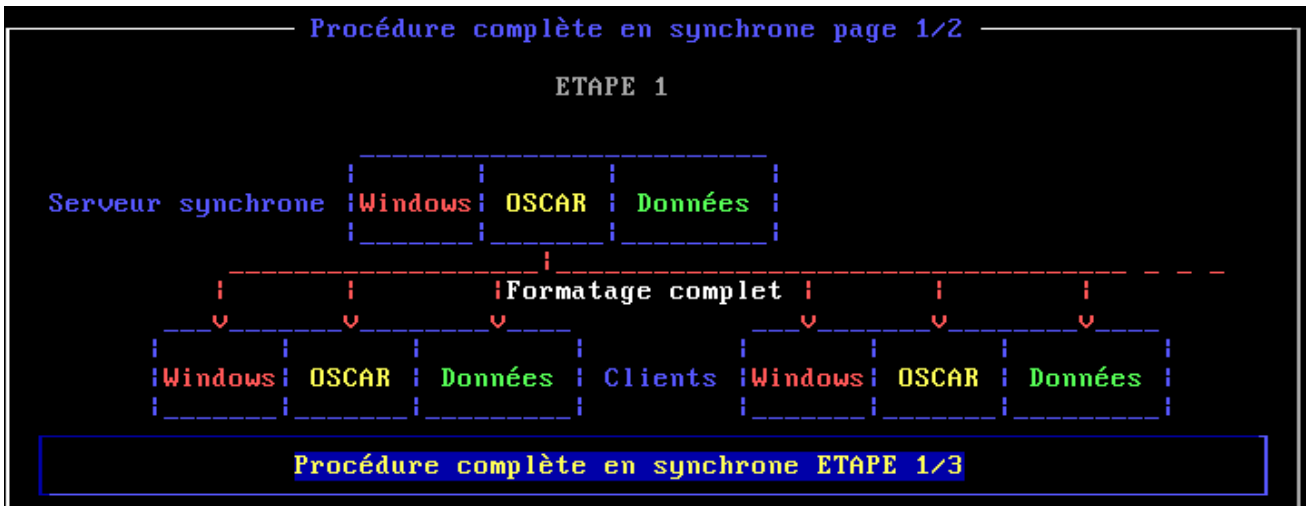 Procédure complète en synchrone page 1/2
ETAPE 1
Serveur synchrone Windows OSCAR Données
Formatage complet
Windows OSCAR Données Clients Windows OSCAR Données
Procédure complète en synchrone ETAPE 1/3